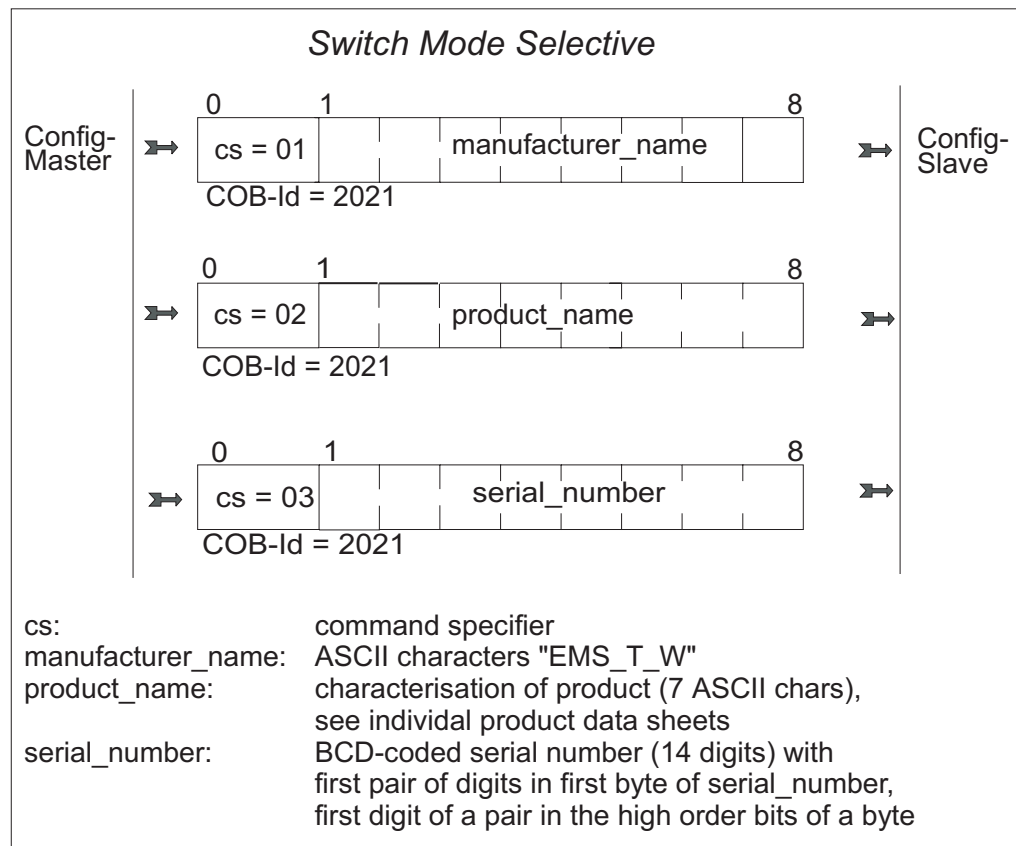 Switch Mode Selective
0 1 8
Config-
Master
cs = 01 manufacturer_name
Config-
Slave
COB-Id = 2021
0 1 8
cs = 02 product_name
COB-Id = 2021
0 1 8
cs = 03 serial_number
COB-Id = 2021
cs: command specifier
manufacturer_name: ASCII characters "EMS_T_W"
product_name: characterisation of product (7 ASCII chars),
see individal product data sheets
serial_number: BCD-coded serial number (14 digits) with
first pair of digits in first byte of serial_number,
first digit of a pair in the high order bits of a byte